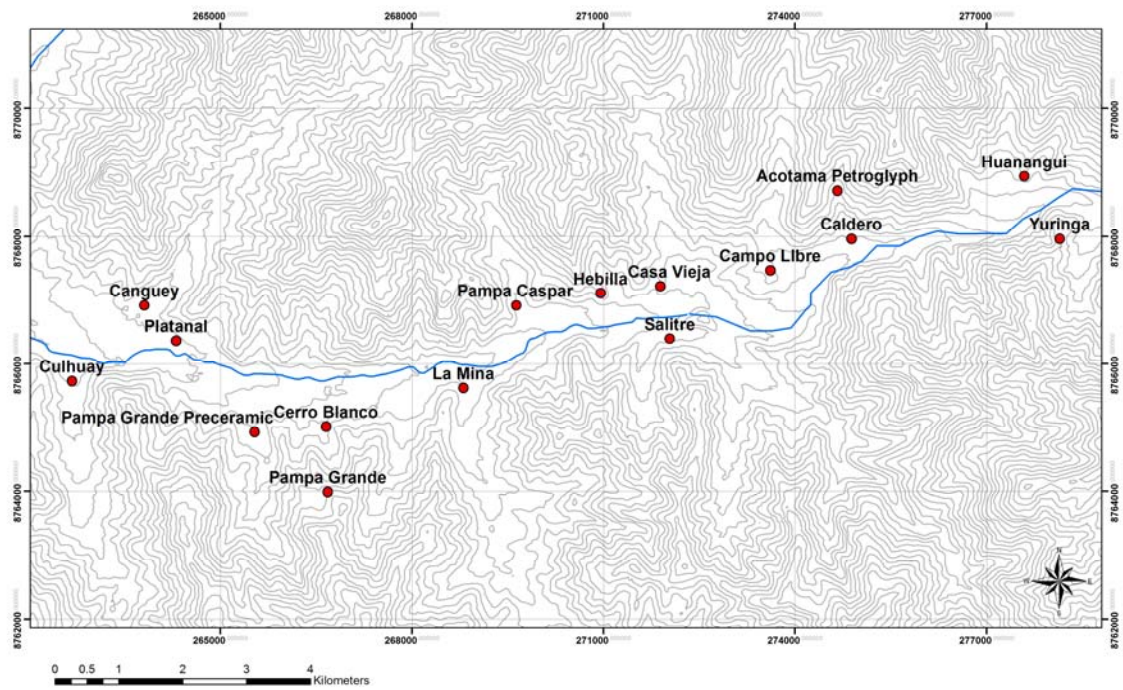 265000 268000 271000 274000 277000
8770000 8770000
Huanangui
Acotama Petroglyph
8768000 8768000
Caldero Yuringa
Campo LIbre
Casa Vieja
Hebilla
Canguey Pampa Caspar
Platanal Salitre
8766000 8766000
Culhuay La Mina
Pampa Grande Preceramic Cerro Blanco
Pampa Grande
8764000 8764000
N
W E
S
8762000 8762000
265000 268000 271000 274000 277000
0 0.5 1 2 3 4
Kilometers